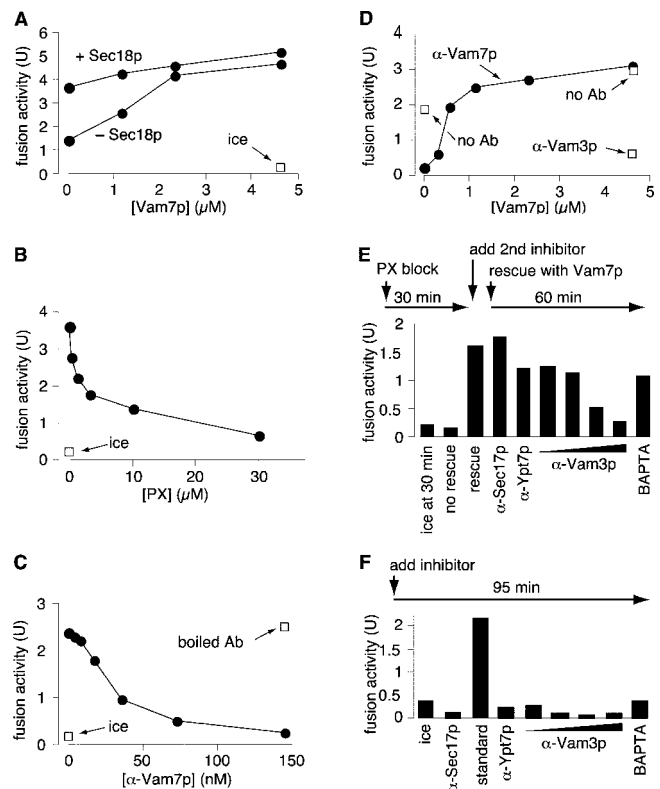 A
fusion activity (U)
6
5
4
3
2
1
0
+ Sec18p
– Sec18p
ice
0 1 2 3 4 5
[Vam7p] (µM)
B
fusion activity (U)
4
3
2
1
0
ice
0 10 20 30
[PX] (µM)
C
fusion activity (U)
3
2
1
0
boiled Ab
ice
0 50 100 150
[α-Vam7p] (nM)
D
fusion activity (U)
4
3
2
1
0
α-Vam7p
no Ab
no Ab
α-Vam3p
0 1 2 3 4 5
[Vam7p] (µM)
E
add 2nd inhibitor
PX block
rescue with Vam7p
30 min
60 min
fusion activity (U)
2
1.5
1
0.5
0
ice at 30 min
no rescue
rescue
α-Sec17p
α-Ypt7p
α-Vam3p
BAPTA
F
add inhibitor
95 min
fusion activity (U)
2
1.5
1
0.5
0
ice
α-Sec17p
standard
α-Ypt7p
α-Vam3p
BAPTA